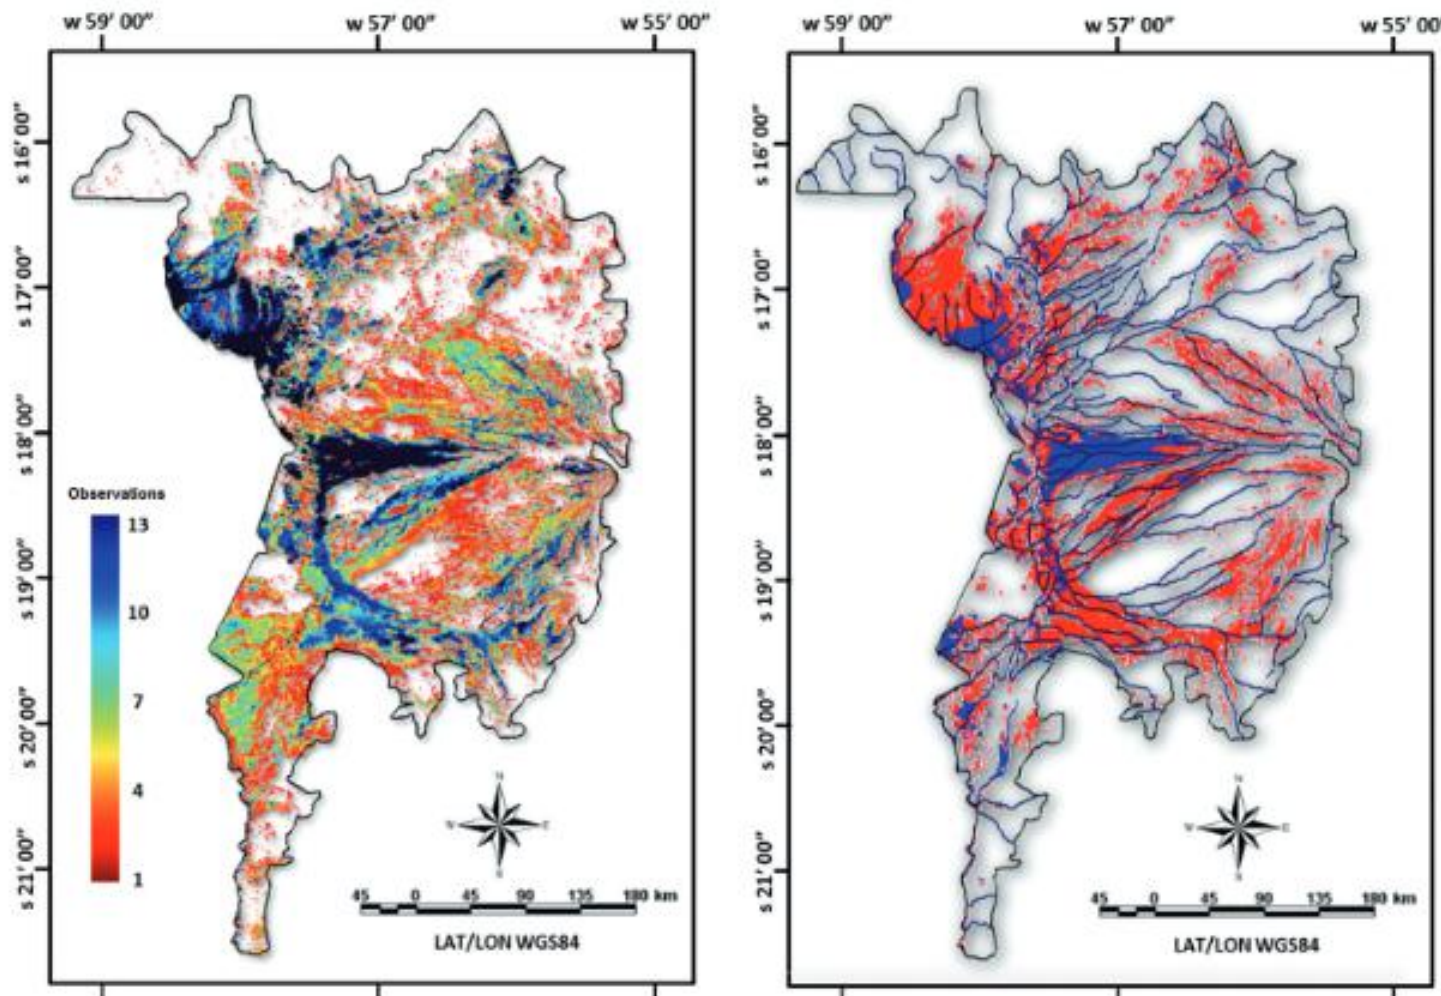 w 59' 00" w 57' 00" w 55' 00"
w 59' 00" w 57' 00" w 55' 00"
s 16' 00"
s 17' 00"
s 18' 00"
s 19' 00"
s 20' 00"
s 21' 00"
Observations
13
10
7
4
1
N
W E
S
45 0 45 90 135 180 km
LAT/LON WGS84
s 16' 00"
s 17' 00"
s 18' 00"
s 19' 00"
s 20' 00"
s 21' 00"
N
W E
S
45 0 45 90 135 180 km
LAT/LON WGS84